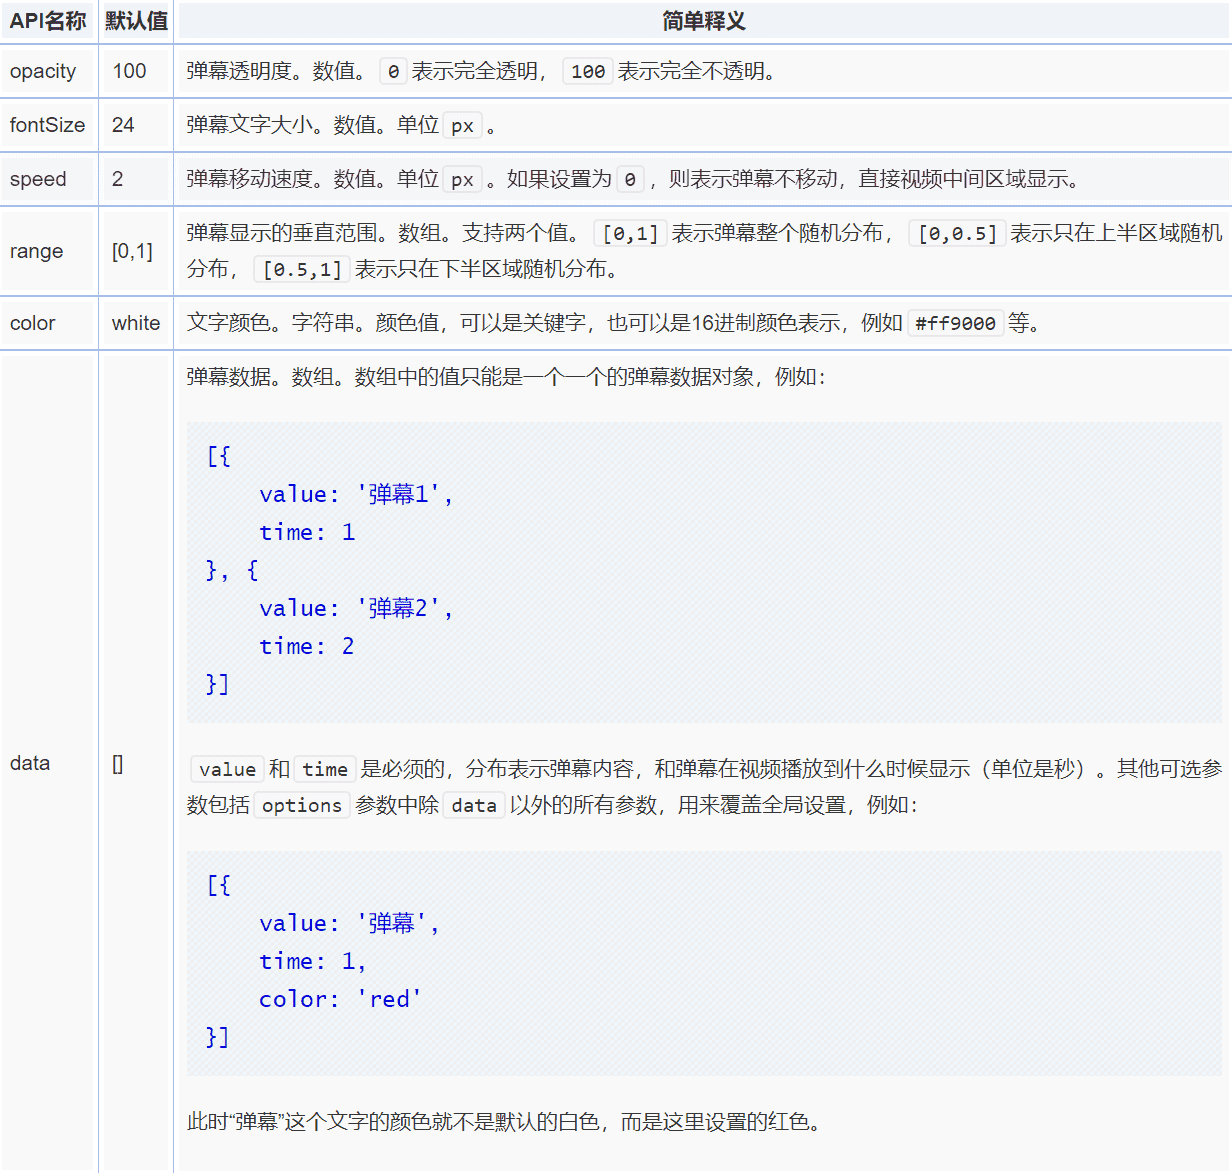 API名称 默认值 简单释义
opacity 100 弹幕透明度。数值。 0 表示完全透明， 100 表示完全不透明。
fontSize 24 弹幕文字大小。数值。单位 px 。
speed 2 弹幕移动速度。数值。单位 px 。如果设置为 0 ，则表示弹幕不移动，直接视频中间区域显示。
range [0,1] 弹幕显示的垂直范围。数组。支持两个值。 [0,1] 表示弹幕整个随机分布， [0,0.5] 表示只在上半区域随机
分布， [0.5,1] 表示只在下半区域随机分布。
color white 文字颜色。字符串。颜色值，可以是关键字，也可以是16进制颜色表示，例如 #ff9000 等。
data [] 弹幕数据。数组。数组中的值只能是一个一个的弹幕数据对象，例如：
[{
    value: '弹幕1',
    time: 1
}, {
    value: '弹幕2',
    time: 2
}]
value 和 time 是必须的，分布表示弹幕内容，和弹幕在视频播放到什么时候显示（单位是秒）。其他可选参
数包括 options 参数中除 data 以外的所有参数，用来覆盖全局设置，例如：
[{
    value: '弹幕',
    time: 1,
    color: 'red'
}]
此时“弹幕”这个文字的颜色就不是默认的白色，而是这里设置的红色。